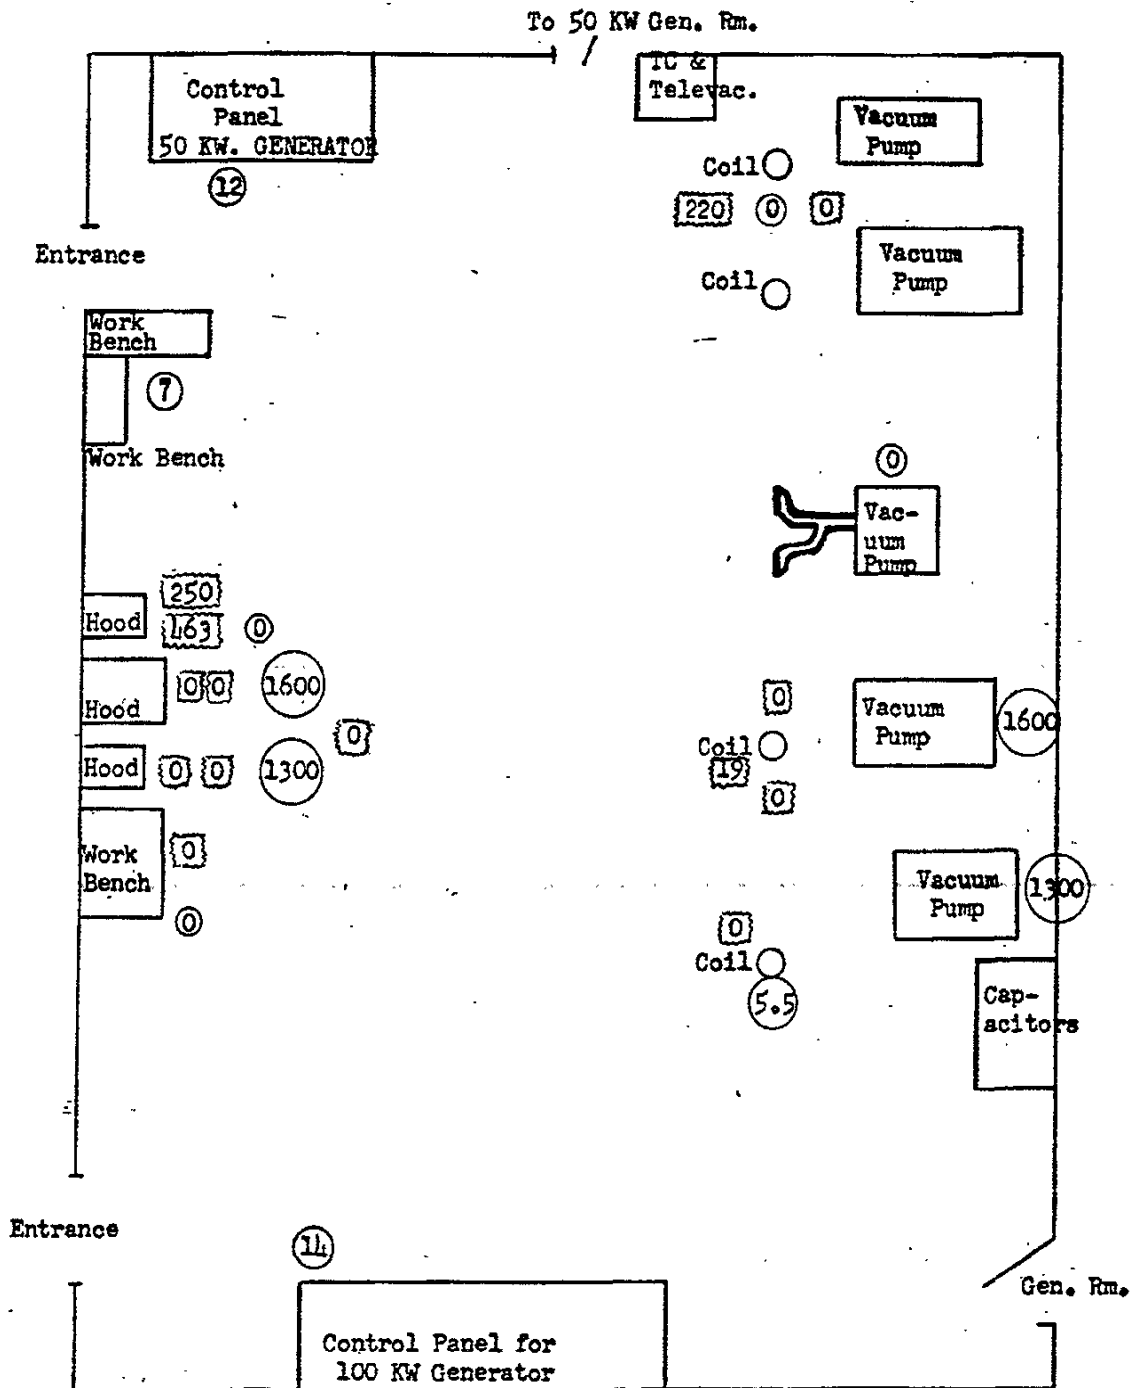 To 50 KW Gen. Rm.
TC &
Televac.
Control
Panel
50 KW. GENERATOR
12
Vacuum
Pump
Coil
220 0 0
Entrance
Vacuum
Pump
Coil
Work
Bench
7
Work Bench
0
Vac-
uum
Pump
250
Hood
463 0
0 0 1600
Hood
0
Vacuum
Pump
1600
0
Coil
19
0
Hood 0 0 1300
Work
Bench
0
0
Vacuum
Pump
1300
0
Coil
5.5
Cap-
acitors
Entrance
14
Gen. Rm.
Control Panel for
100 KW Generator